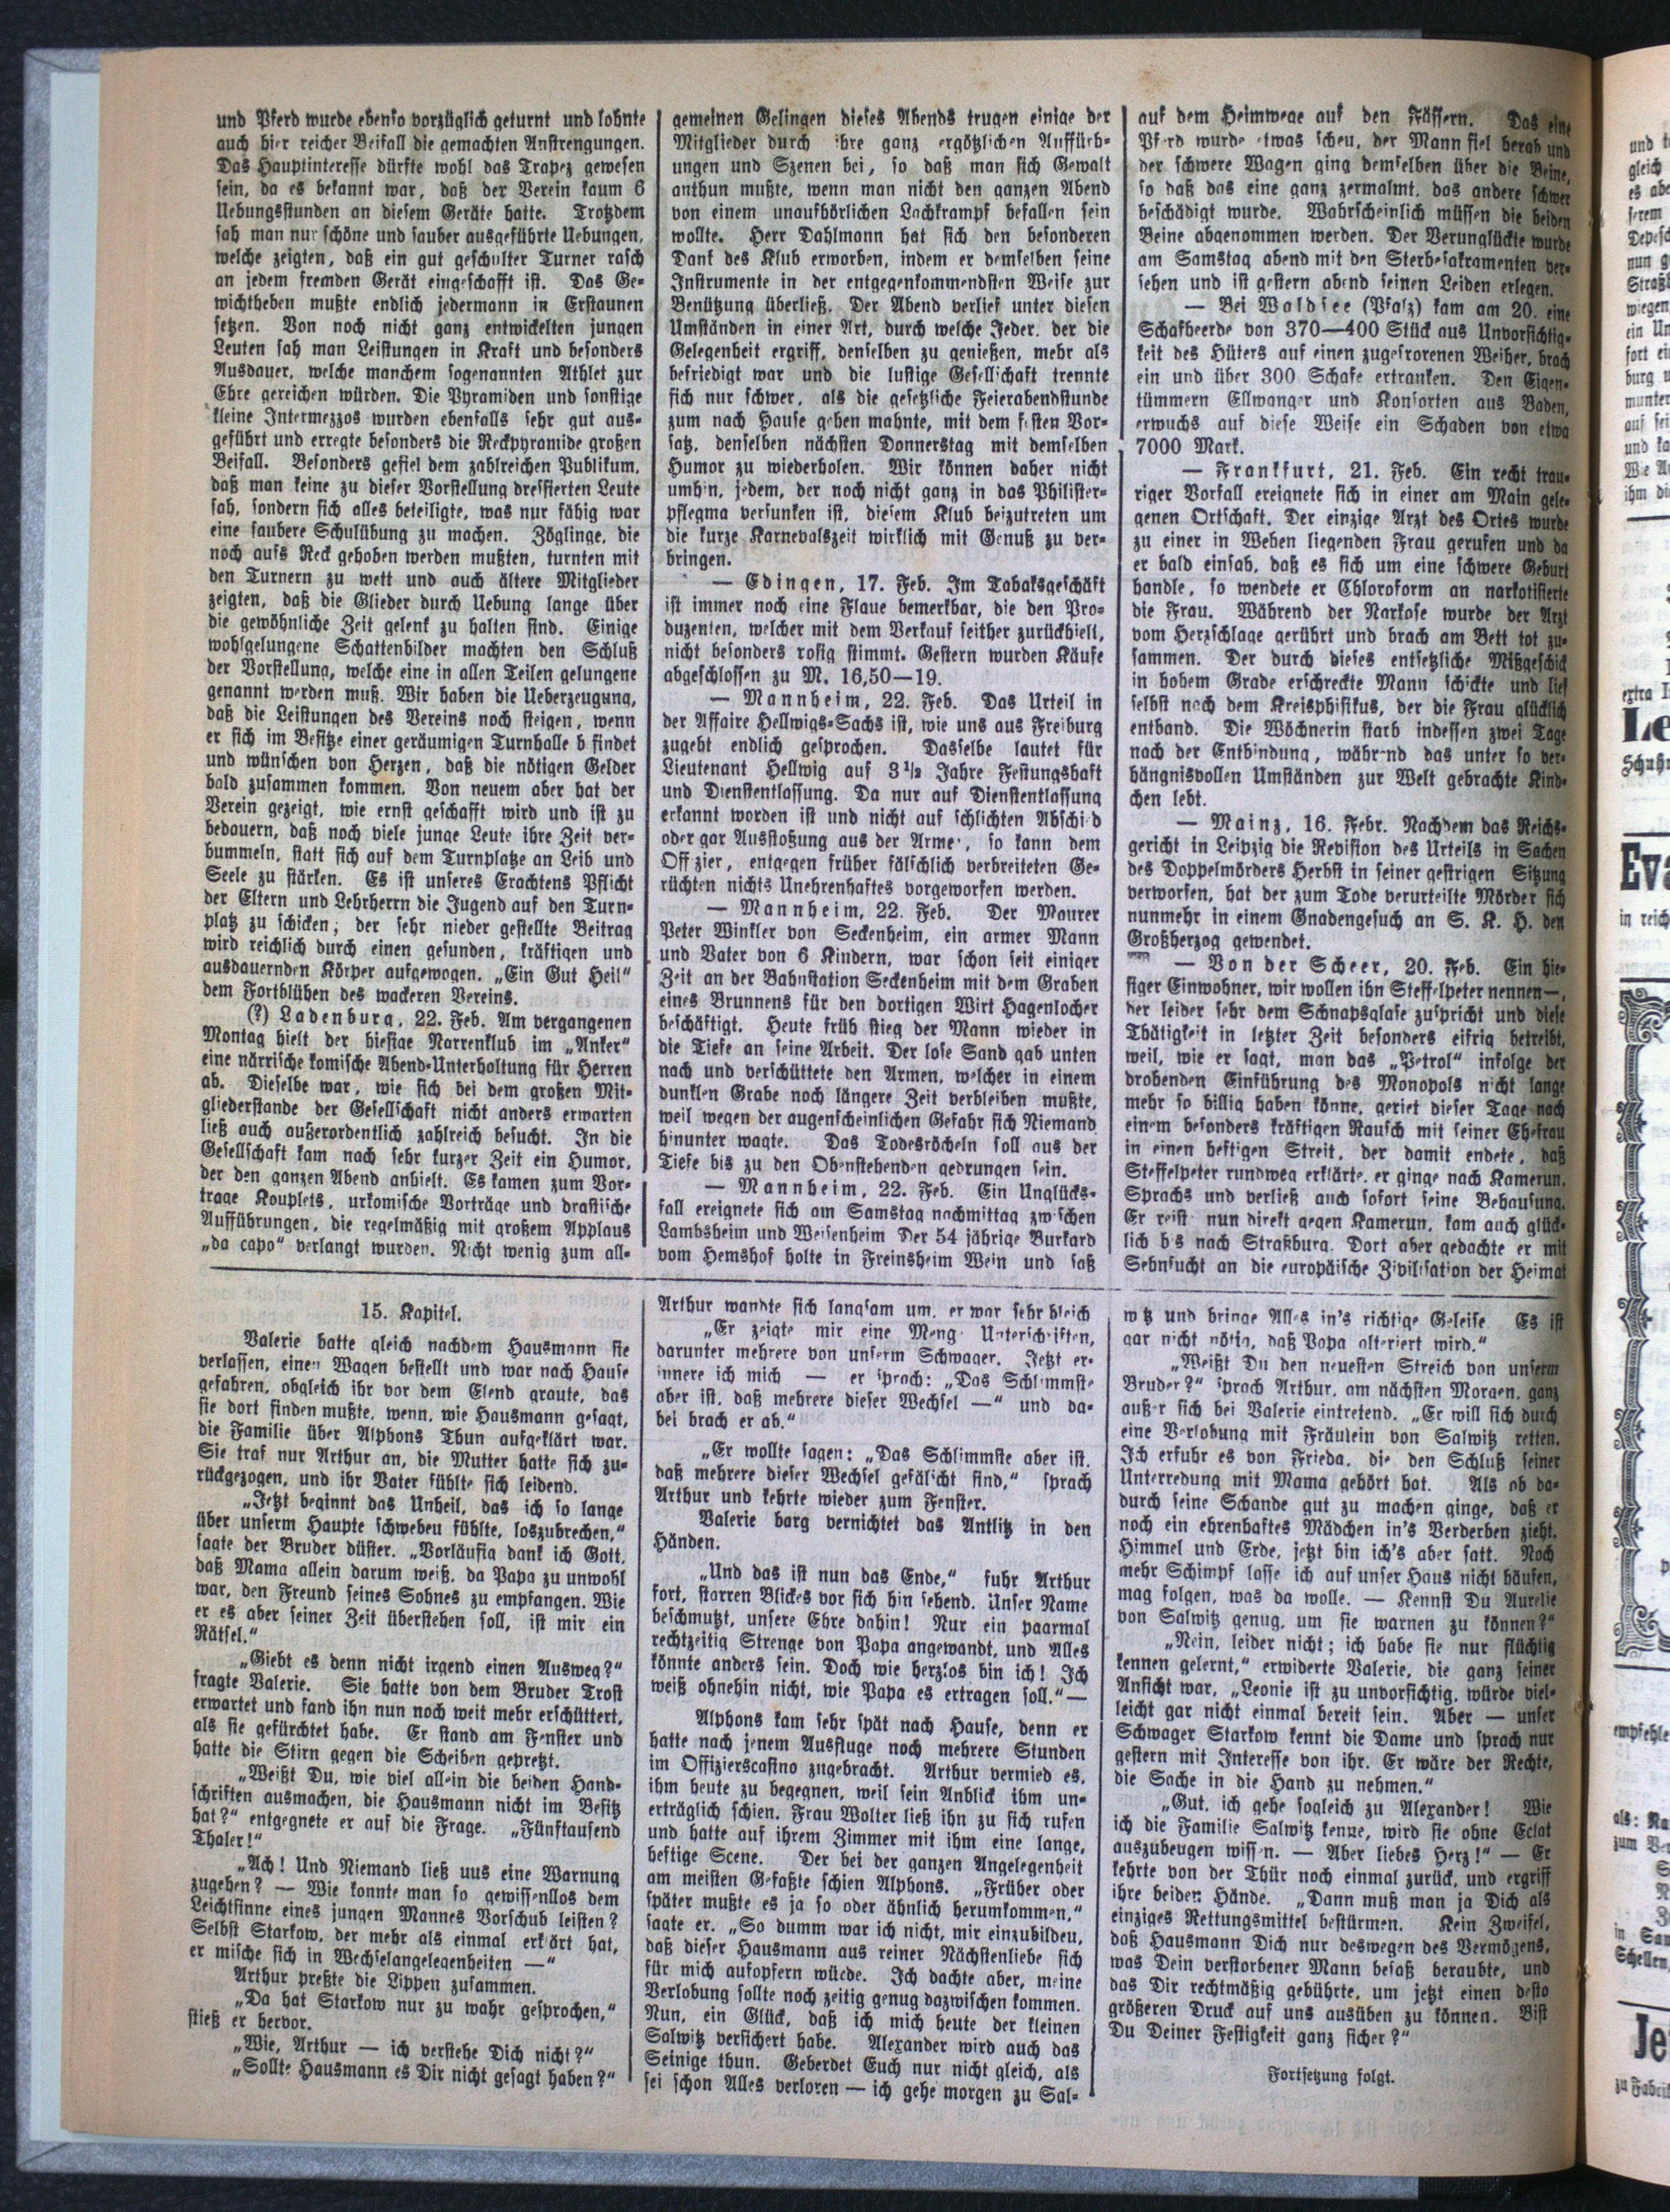 und Pferd wurde ebenso vorzüglich geturnt und lohnte
auch hier reicher Beifall die gemachten Anstrengungen.
Das Hauptinteresse dürfte wohl das Trapez gewesen
sein, da es bekannt war, daß der Verein kaum 6
Uebungsstunden an diesem Geräte hatte. Trotzdem
sah man nur schöne und sauber ausgeführte Uebungen,
welche zeigten, daß ein gut geschulter Turner rasch
an jedem fremden Gerät eingeschafft ist. Das Ge-
wichtheben mußte endlich jedermann in Erstaunen
setzen. Von noch nicht ganz entwickelten jungen
Leuten sah man Leistungen in Kraft und besonders
Ausdauer, welche manchem sogenannten Athlet zur
Ehre gereichen würden. Die Pyramiden und sonstige
kleine Intermezzos wurden ebenfalls sehr gut aus-
geführt und erregte besonders die Reckpyramide großen
Beifall. Besonders gefiel dem zahlreichen Publikum,
daß man keine zu dieser Vorstellung dressierten Leute
sah, sondern sich alles beteiligte, was nur fähig war
eine saubere Schulübung zu machen. Zöglinge, die
noch aufs Reck gehoben werden mußten, turnten mit
den Turnern zu wett und auch ältere Mitglieder
zeigten, daß die Glieder durch Uebung lange über
die gewöhnliche Zeit gelenk zu halten sind. Einige
wohlgelungene Schattenbilder machten den Schluß
der Vorstellung, welche eine in allen Teilen gelungene
genannt werden muß. Wir haben die Ueberzeugung,
daß die Leistungen des Vereins noch steigen, wenn
er sich im Besitze einer geräumigen Turnhalle b findet
und wünschen von Herzen, daß die nötigen Gelder
bald zusammen kommen. Von neuem aber hat der
Verein gezeigt, wie ernst geschafft wird und ist zu
bedauern, daß noch viele junge Leute ihre Zeit ver-
bummeln, statt sich auf dem Turnplatze an Leib und
Seele zu stärken. Es ist unseres Erachtens Pflicht
der Eltern und Lehrherrn die Jugend auf den Turn-
platz zu schicken; der sehr nieder gestellte Beitrag
wird reichlich durch einen gesunden, kräftigen und
ausdauernden Körper aufgewogen. „Ein Gut Heil"
dem Fortblühen des wackeren Vereins.
(?) Ladenburg, 22. Feb. Am vergangenen
Montag hielt der hiesige Narrenklub im „Anker"
eine närrische komische Abend-Unterhaltung für Herren
ab. Dieselbe war, wie sich bei dem großen Mit-
gliederstande der Gesellschaft nicht anders erwarten
ließ auch außerordentlich zahlreich besucht. In die
Gesellschaft kam nach sehr kurzer Zeit ein Humor,
der den ganzen Abend anhielt. Es kamen zum Vor-
trage Kouplets, urkomische Vorträge und drastische
Aufführungen, die regelmäßig mit großem Applaus
„da capo" verlangt wurden. Nicht wenig zum all-
gemeinen Gelingen dieses Abends trugen einige der
Mitglieder durch ihre ganz ergötzlichen Aufführ-
ungen und Szenen bei, so daß man sich Gewalt
anthun mußte, wenn man nicht den ganzen Abend
von einem unaufhörlichen Lachkrampf befallen sein
wollte. Herr Dahlmann hat sich den besonderen
Dank des Klub erworben, indem er demselben seine
Instrumente in der entgegenkommendsten Weise zur
Benützung überließ. Der Abend verlief unter diesen
Umständen in einer Art, durch welche Jeder, der die
Gelegenheit ergriff, denselben zu genießen, mehr als
befriedigt war und die lustige Gesellschaft trennte
sich nur schwer, als die gesetzliche Feierabendstunde
zum nach Hause gehen mahnte, mit dem festen Vor-
satz, denselben nächsten Donnerstag mit demselben
Humor zu wiederholen. Wir können daher nicht
umhin, jedem, der noch nicht ganz in das Philister-
pflegma versunken ist, diesem Klub beizutreten um
die kurze Karnevalszeit wirklich mit Genuß zu ver-
bringen.
— Edingen, 17. Feb. Im Tabaksgeschäft
ist immer noch eine Flaue bemerkbar, die den Pro-
duzenten, welcher mit dem Verkauf seither zurückhielt,
nicht besonders rosig stimmt. Gestern wurden Käufe
abgeschlossen zu M. 16,50—19.
— Mannheim, 22. Feb. Das Urteil in
der Affaire Hellwigs-Sachs ist, wie uns aus Freiburg
zugeht endlich gesprochen. Dasselbe lautet für
Lieutenant Hellwig auf 3½ Jahre Festungshaft
und Dienstentlassung. Da nur auf Dienstentlassung
erkannt worden ist und nicht auf schlichten Abschi d
oder gar Ausstoßung aus der Arme , so kann dem
Offizier, entgegen früher fälschlich verbreiteten Ge-
rüchten nichts Unehrenhaftes vorgeworfen werden.
— Mannheim, 22. Feb. Der Maurer
Peter Winkler von Seckenheim, ein armer Mann
und Vater von 6 Kindern, war schon seit einiger
Zeit an der Bahnstation Seckenheim mit dem Graben
eines Brunnens für den dortigen Wirt Hagenlocher
beschäftigt. Heute früh stieg der Mann wieder in
die Tiefe an seine Arbeit. Der lose Sand gab unten
nach und verschüttete den Armen, welcher in einem
dunklen Grabe noch längere Zeit verbleiben mußte,
weil wegen der augenscheinlichen Gefahr sich Niemand
hinunter wagte. Das Todesröcheln soll aus der
Tiefe bis zu den Obenstehenden gedrungen sein.
— Mannheim, 22. Feb. Ein Unglücks-
fall ereignete sich am Samstag nachmittag zwischen
Lambsheim und Weisenheim Der 54 jährige Burkard
vom Hemshof holte in Freinsheim Wein und saß
auf dem Heimwege auf den Fässern. Das eine
Pferd wurde etwas scheu, der Mann fiel herab und
der schwere Wagen ging demselben über die Beine,
so daß das eine ganz zermalmt, das andere schwer
beschädigt wurde. Wahrscheinlich müssen die beiden
Beine abgenommen werden. Der Verunglückte wurde
am Samstag abend mit den Sterbesakramenten ver-
sehen und ist gestern abend seinen Leiden erlegen.
— Bei Waldsee (Pfalz) kam am 20. eine
Schafheerde von 370—400 Stück aus Unvorsichtig-
keit des Hüters auf einen zugefrorenen Weiher, brach
ein und über 300 Schafe ertranken. Den Eigen-
tümmern Ellwanger und Konsorten aus Baden,
erwuchs auf diese Weise ein Schaden von etwa
7000 Mark.
— Frankfurt, 21. Feb. Ein recht trau-
riger Vorfall ereignete sich in einer am Main gele-
genen Ortschaft. Der einzige Arzt des Ortes wurde
zu einer in Wehen liegenden Frau gerufen und da
er bald einsah, daß es sich um eine schwere Geburt
handle, so wendete er Chloroform an narkotisierte
die Frau. Während der Narkose wurde der Arzt
vom Herzschlage gerührt und brach am Bett tot zu-
sammen. Der durch dieses entsetzliche Mißgeschick
in hohem Grade erschreckte Mann schickte und lief
selbst nach dem Kreisphisikus, der die Frau glücklich
entband. Die Wöchnerin starb indessen zwei Tage
nach der Entbindung, während das unter so ver-
hängnisvollen Umständen zur Welt gebrachte Kind-
chen lebt.
— Mainz, 16. Febr. Nachdem das Reichs-
gericht in Leipzig die Revision des Urteils in Sachen
des Doppelmörders Herbst in seiner gestrigen Sitzung
verworfen, hat der zum Tode verurteilte Mörder sich
nunmehr in einem Gnadengesuch an S. K. H. den
Großherzog gewendet.
— Von der Scheer, 20. Feb. Ein hie-
siger Einwohner, wir wollen ihn Steffelpeter nennen—,
der leider sehr dem Schnapsglase zuspricht und diese
Thätigkeit in letzter Zeit besonders eifrig betreibt,
weil, wie er sagt, man das „Petrol" infolge der
drohenden Einführung des Monopols nicht lange
mehr so billig haben könne, geriet dieser Tage nach
einem besonders kräftigen Rausch mit seiner Ehefrau
in einen heftigen Streit, der damit endete, daß
Steffelpeter rundweg erklärte, er ginge nach Kamerun.
Sprachs und verließ auch sofort seine Behausung.
Er reist nun direkt gegen Kamerun, kam auch glück-
lich bis nach Straßburg. Dort aber gedachte er mit
Sehnsucht an die europäische Zivilisation der Heimat
15. Kapitel.
Valerie hatte gleich nachdem Hausmann sie
verlassen, einen Wagen bestellt und war nach Hause
gefahren, obgleich ihr vor dem Elend graute, das
sie dort finden mußte, wenn, wie Hausmann gesagt,
die Familie über Alphons Thun aufgeklärt war.
Sie traf nur Arthur an, die Mutter hatte sich zu-
rückgezogen, und ihr Vater fühlte sich leidend.
„Jetzt beginnt das Unheil, das ich so lange
über unserm Haupte schwebeu fühlte, loszubrechen,"
sagte der Bruder düster. „Vorläufig dank ich Gott,
daß Mama allein darum weiß, da Papa zu unwohl
war, den Freund seines Sohnes zu empfangen. Wie
er es aber seiner Zeit überstehen soll, ist mir ein
Rätsel."
„Giebt es denn nicht irgend einen Ausweg?"
fragte Valerie. Sie hatte von dem Bruder Trost
erwartet und fand ihn nun noch weit mehr erschüttert,
als sie gefürchtet habe. Er stand am Fenster und
hatte die Stirn gegen die Scheiben gepreßt.
„Weißt Du, wie viel allein die beiden Hand-
schriften ausmachen, die Hausmann nicht im Besitz
hat?" entgegnete er auf die Frage. „Fünftausend
Thaler!"
„Ach! Und Niemand ließ uus eine Warnung
zugehen? — Wie konnte man so gewissenllos dem
Leichtsinne eines jungen Mannes Vorschub leisten?
Selbst Starkow, der mehr als einmal erklärt hat,
er mische sich in Wechselangelegenheiten —"
Arthur preßte die Lippen zusammen.
„Da hat Starkow nur zu wahr gesprochen,"
stieß er hervor.
„Wie, Arthur — ich verstehe Dich nicht?"
„Sollte Hausmann es Dir nicht gesagt haben?"
Arthur wandte sich langsam um, er war sehr bleich
„Er zeigte mir eine Menge Unterschriften,
darunter mehrere von unserm Schwager. Jetzt er-
innere ich mich — er sprach: „Das Schlimmste
aber ist, daß mehrere dieser Wechsel —" und da-
bei brach er ab."
„Er wollte sagen: „Das Schlimmste aber ist,
daß mehrere dieser Wechsel gefälscht sind," sprach
Arthur und kehrte wieder zum Fenster.
Valerie barg vernichtet das Antlitz in den
Händen.
„Und das ist nun das Ende," fuhr Arthur
fort, starren Blickes vor sich hin sehend. Unser Name
beschmutzt, unsere Ehre dahin! Nur ein paarmal
rechtzeitig Strenge von Papa angewandt, und Alles
könnte anders sein. Doch wie herzlos bin ich! Ich
weiß ohnehin nicht, wie Papa es ertragen soll." —
Alphons kam sehr spät nach Hause, denn er
hatte nach jenem Ausfluge noch mehrere Stunden
im Offizierscasino zugebracht. Arthur vermied es,
ihm heute zu begegnen, weil sein Anblick ihm un-
erträglich schien. Frau Wolter ließ ihn zu sich rufen
und hatte auf ihrem Zimmer mit ihm eine lange,
heftige Scene. Der bei der ganzen Angelegenheit
am meisten Gefaßte schien Alphons. „Früher oder
später mußte es ja so oder ähnlich herumkommen,"
sagte er. „So dumm war ich nicht, mir einzubildeu,
daß dieser Hausmann aus reiner Nächstenliebe sich
für mich aufopfern würde. Ich dachte aber, meine
Verlobung sollte noch zeitig genug dazwischen kommen.
Nun, ein Glück, daß ich mich heute der kleinen
Salwitz versichert habe. Alexander wird auch das
Seinige thun. Geberdet Euch nur nicht gleich, als
sei schon Alles verloren — ich gehe morgen zu Sal-
witz und bringe Alles in's richtige Geleise Es ist
gar nicht nötig, daß Papa alteriert wird."
„Weißt Du den neuesten Streich von unserm
Bruder?" sprach Arthur, am nächsten Morgen, ganz
außer sich bei Valerie eintretend. „Er will sich durch
eine Verlobung mit Fräulein von Salwitz retten.
Ich erfuhr es von Frieda, die den Schluß seiner
Unterredung mit Mama gehört hat. Als ob da-
durch seine Schande gut zu machen ginge, daß er
noch ein ehrenhaftes Mädchen in's Verderben zieht.
Himmel und Erde, jetzt bin ich's aber satt. Noch
mehr Schimpf lasse ich auf unser Haus nicht häufen,
mag folgen, was da wolle. — Kennst Du Aurelie
von Salwitz genug, um sie warnen zu können?"
„Nein, leider nicht; ich habe sie nur flüchtig
kennen gelernt," erwiderte Valerie, die ganz seiner
Ansicht war, „Leonie ist zu unvorsichtig, würde viel-
leicht gar nicht einmal bereit sein. Aber — unser
Schwager Starkow kennt die Dame und sprach nur
gestern mit Interesse von ihr. Er wäre der Rechte,
die Sache in die Hand zu nehmen."
„Gut, ich gehe sogleich zu Alexander! Wie
ich die Familie Salwitz kenne, wird sie ohne Eclat
auszubeugen wissen. — Aber liebes Herz!" — Er
kehrte von der Thür noch einmal zurück, und ergriff
ihre beiden Hände. „Dann muß man ja Dich als
einziges Rettungsmittel bestürmen. Kein Zweifel,
daß Hausmann Dich nur deswegen des Vermögens,
was Dein verstorbener Mann besaß beraubte, und
das Dir rechtmäßig gebührte, um jetzt einen desto
größeren Druck auf uns ausüben zu können. Bist
Du Deiner Festigkeit ganz sicher?"
Fortsetzung folgt.